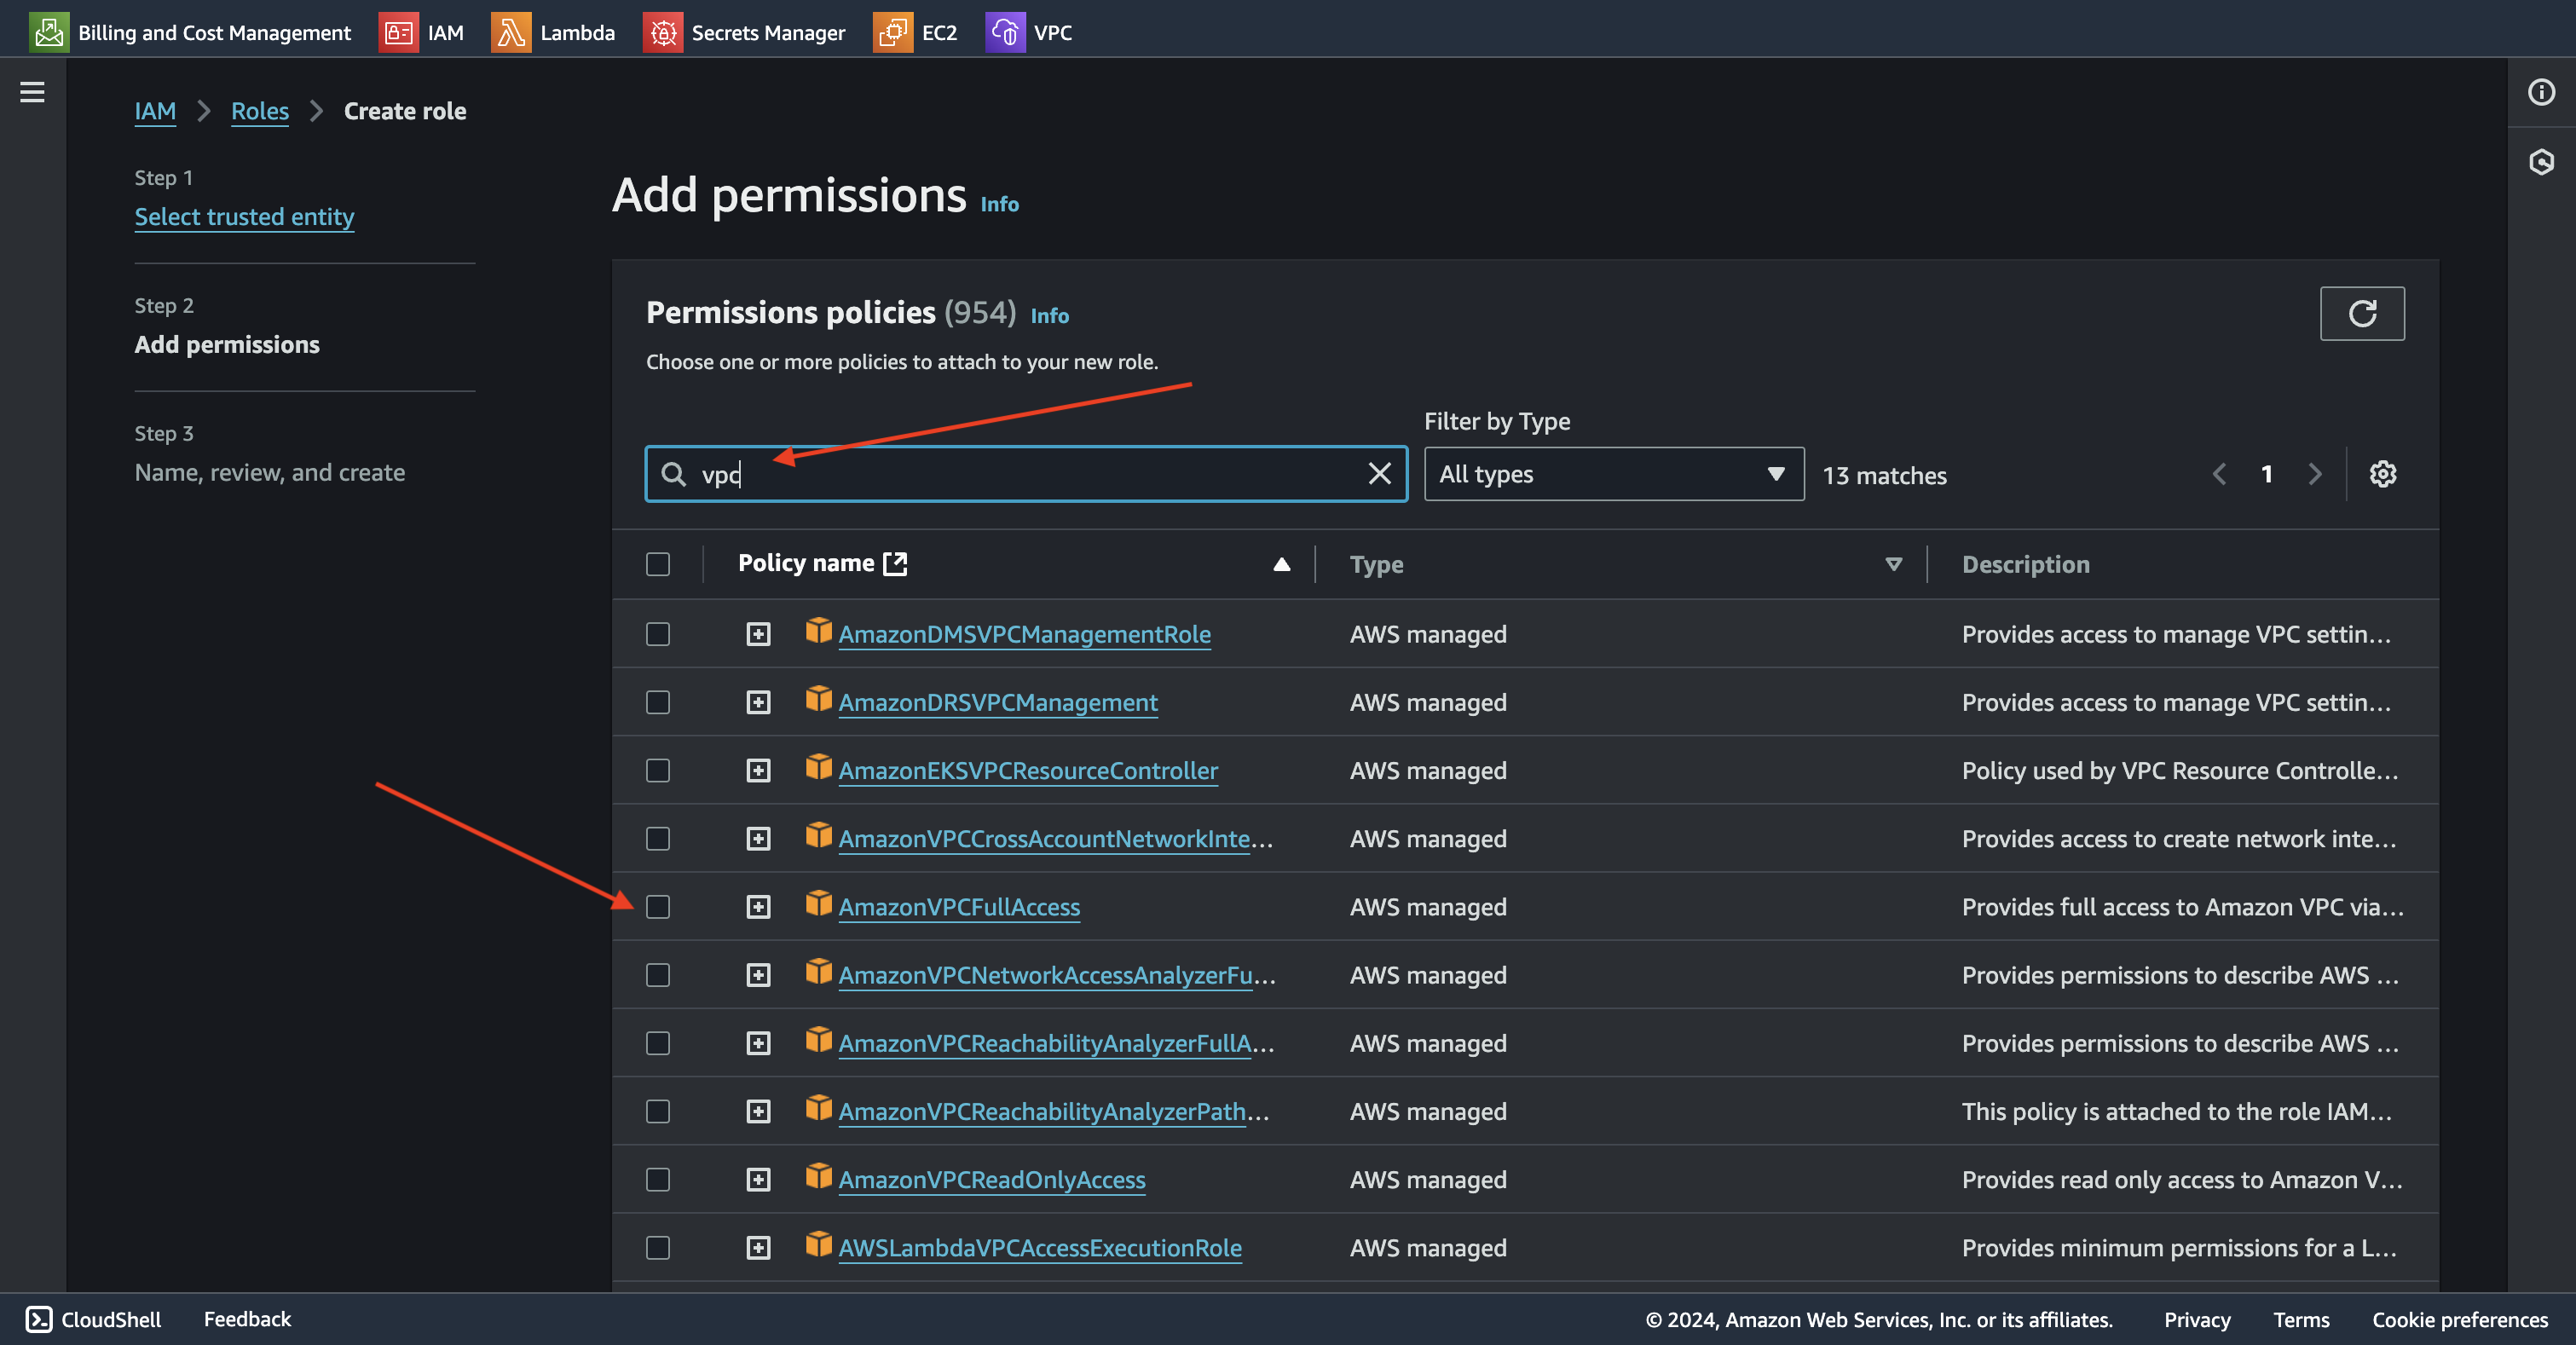 Billing and Cost Management IAM Lambda Secrets Manager EC2 VPC
IAM Roles Create role
Step 1
Select trusted entity
Step 2
Add permissions
Step 3
Name, review, and create
Add permissions Info
Permissions policies (954) Info
Choose one or more policies to attach to your new role.
Filter by Type
vpc All types 13 matches 1
Policy name Type Description
AmazonDMSVPCManagementRole AWS managed Provides access to manage VPC settin...
AmazonDRSVPCManagement AWS managed Provides access to manage VPC settin...
AmazonEKSVPCResourceController AWS managed Policy used by VPC Resource Controlle...
AmazonVPCCrossAccountNetworkInte... AWS managed Provides access to create network inte...
AmazonVPCFullAccess AWS managed Provides full access to Amazon VPC via...
AmazonVPCNetworkAccessAnalyzerFu... AWS managed Provides permissions to describe AWS ...
AmazonVPCReachabilityAnalyzerFullA... AWS managed Provides permissions to describe AWS ...
AmazonVPCReachabilityAnalyzerPath... AWS managed This policy is attached to the role IAM...
AmazonVPCReadOnlyAccess AWS managed Provides read only access to Amazon V...
AWSLambdaVPCAccessExecutionRole AWS managed Provides minimum permissions for a L...
CloudShell Feedback © 2024, Amazon Web Services, Inc. or its affiliates. Privacy Terms Cookie preferences